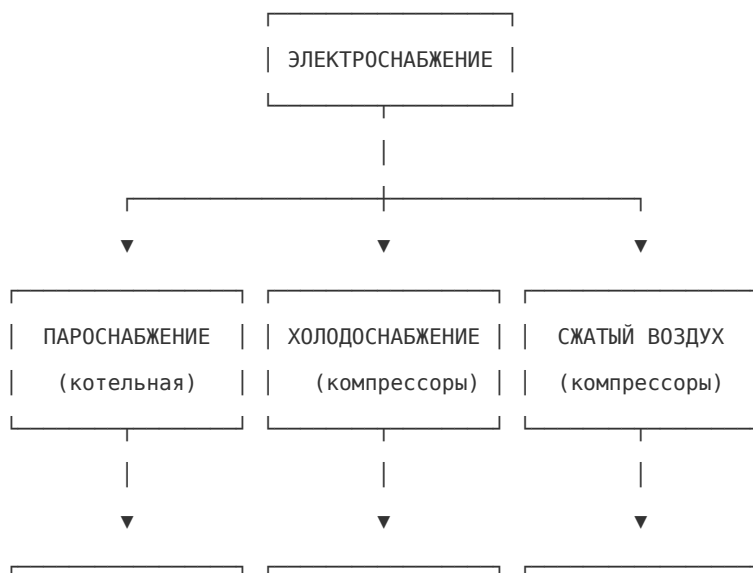 ЭЛЕКТРОСНАБЖЕНИЕ
ПАРОСНАБЖЕНИЕ ХОЛОДОСНАБЖЕНИЕ СЖАТЫЙ ВОЗДУХ
(котельная) (компрессоры) (компрессоры)